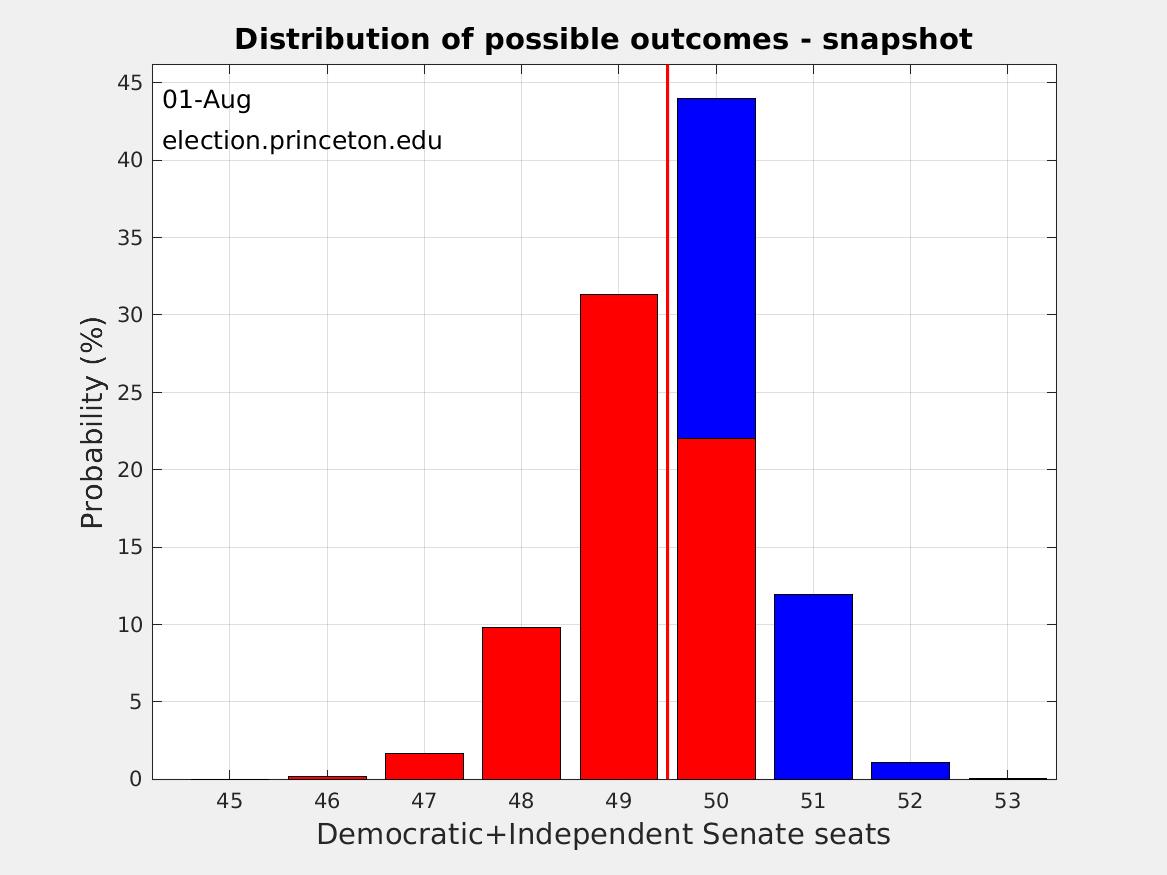 Distribution of possible outcomes - snapshot
01-Aug
election.princeton.edu
Probability (%)
45
40
35
30
25
20
15
10
5
0
45 46 47 48 49 50 51 52 53
Democratic+Independent Senate seats